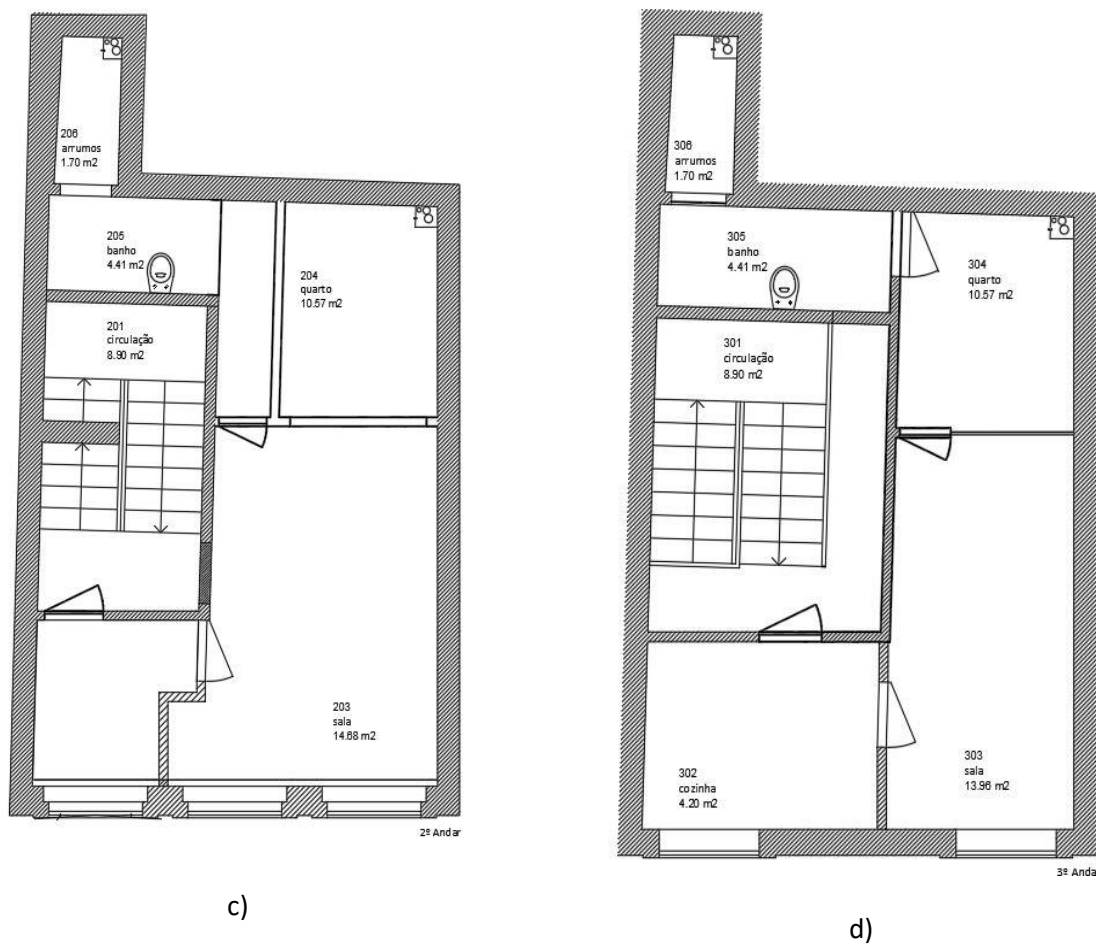 206
arrumos
1.70 m2
205
banho
4.41 m2
204
quarto
10.57 m2
201
circulação
8.90 m2
203
sala
14.68 m2
2º Andar
c)
306
arrumos
1.70 m2
305
banho
4.41 m2
304
quarto
10.57 m2
301
circulação
8.90 m2
303
sala
13.96 m2
302
cozinha
4.20 m2
3º Anda
d)